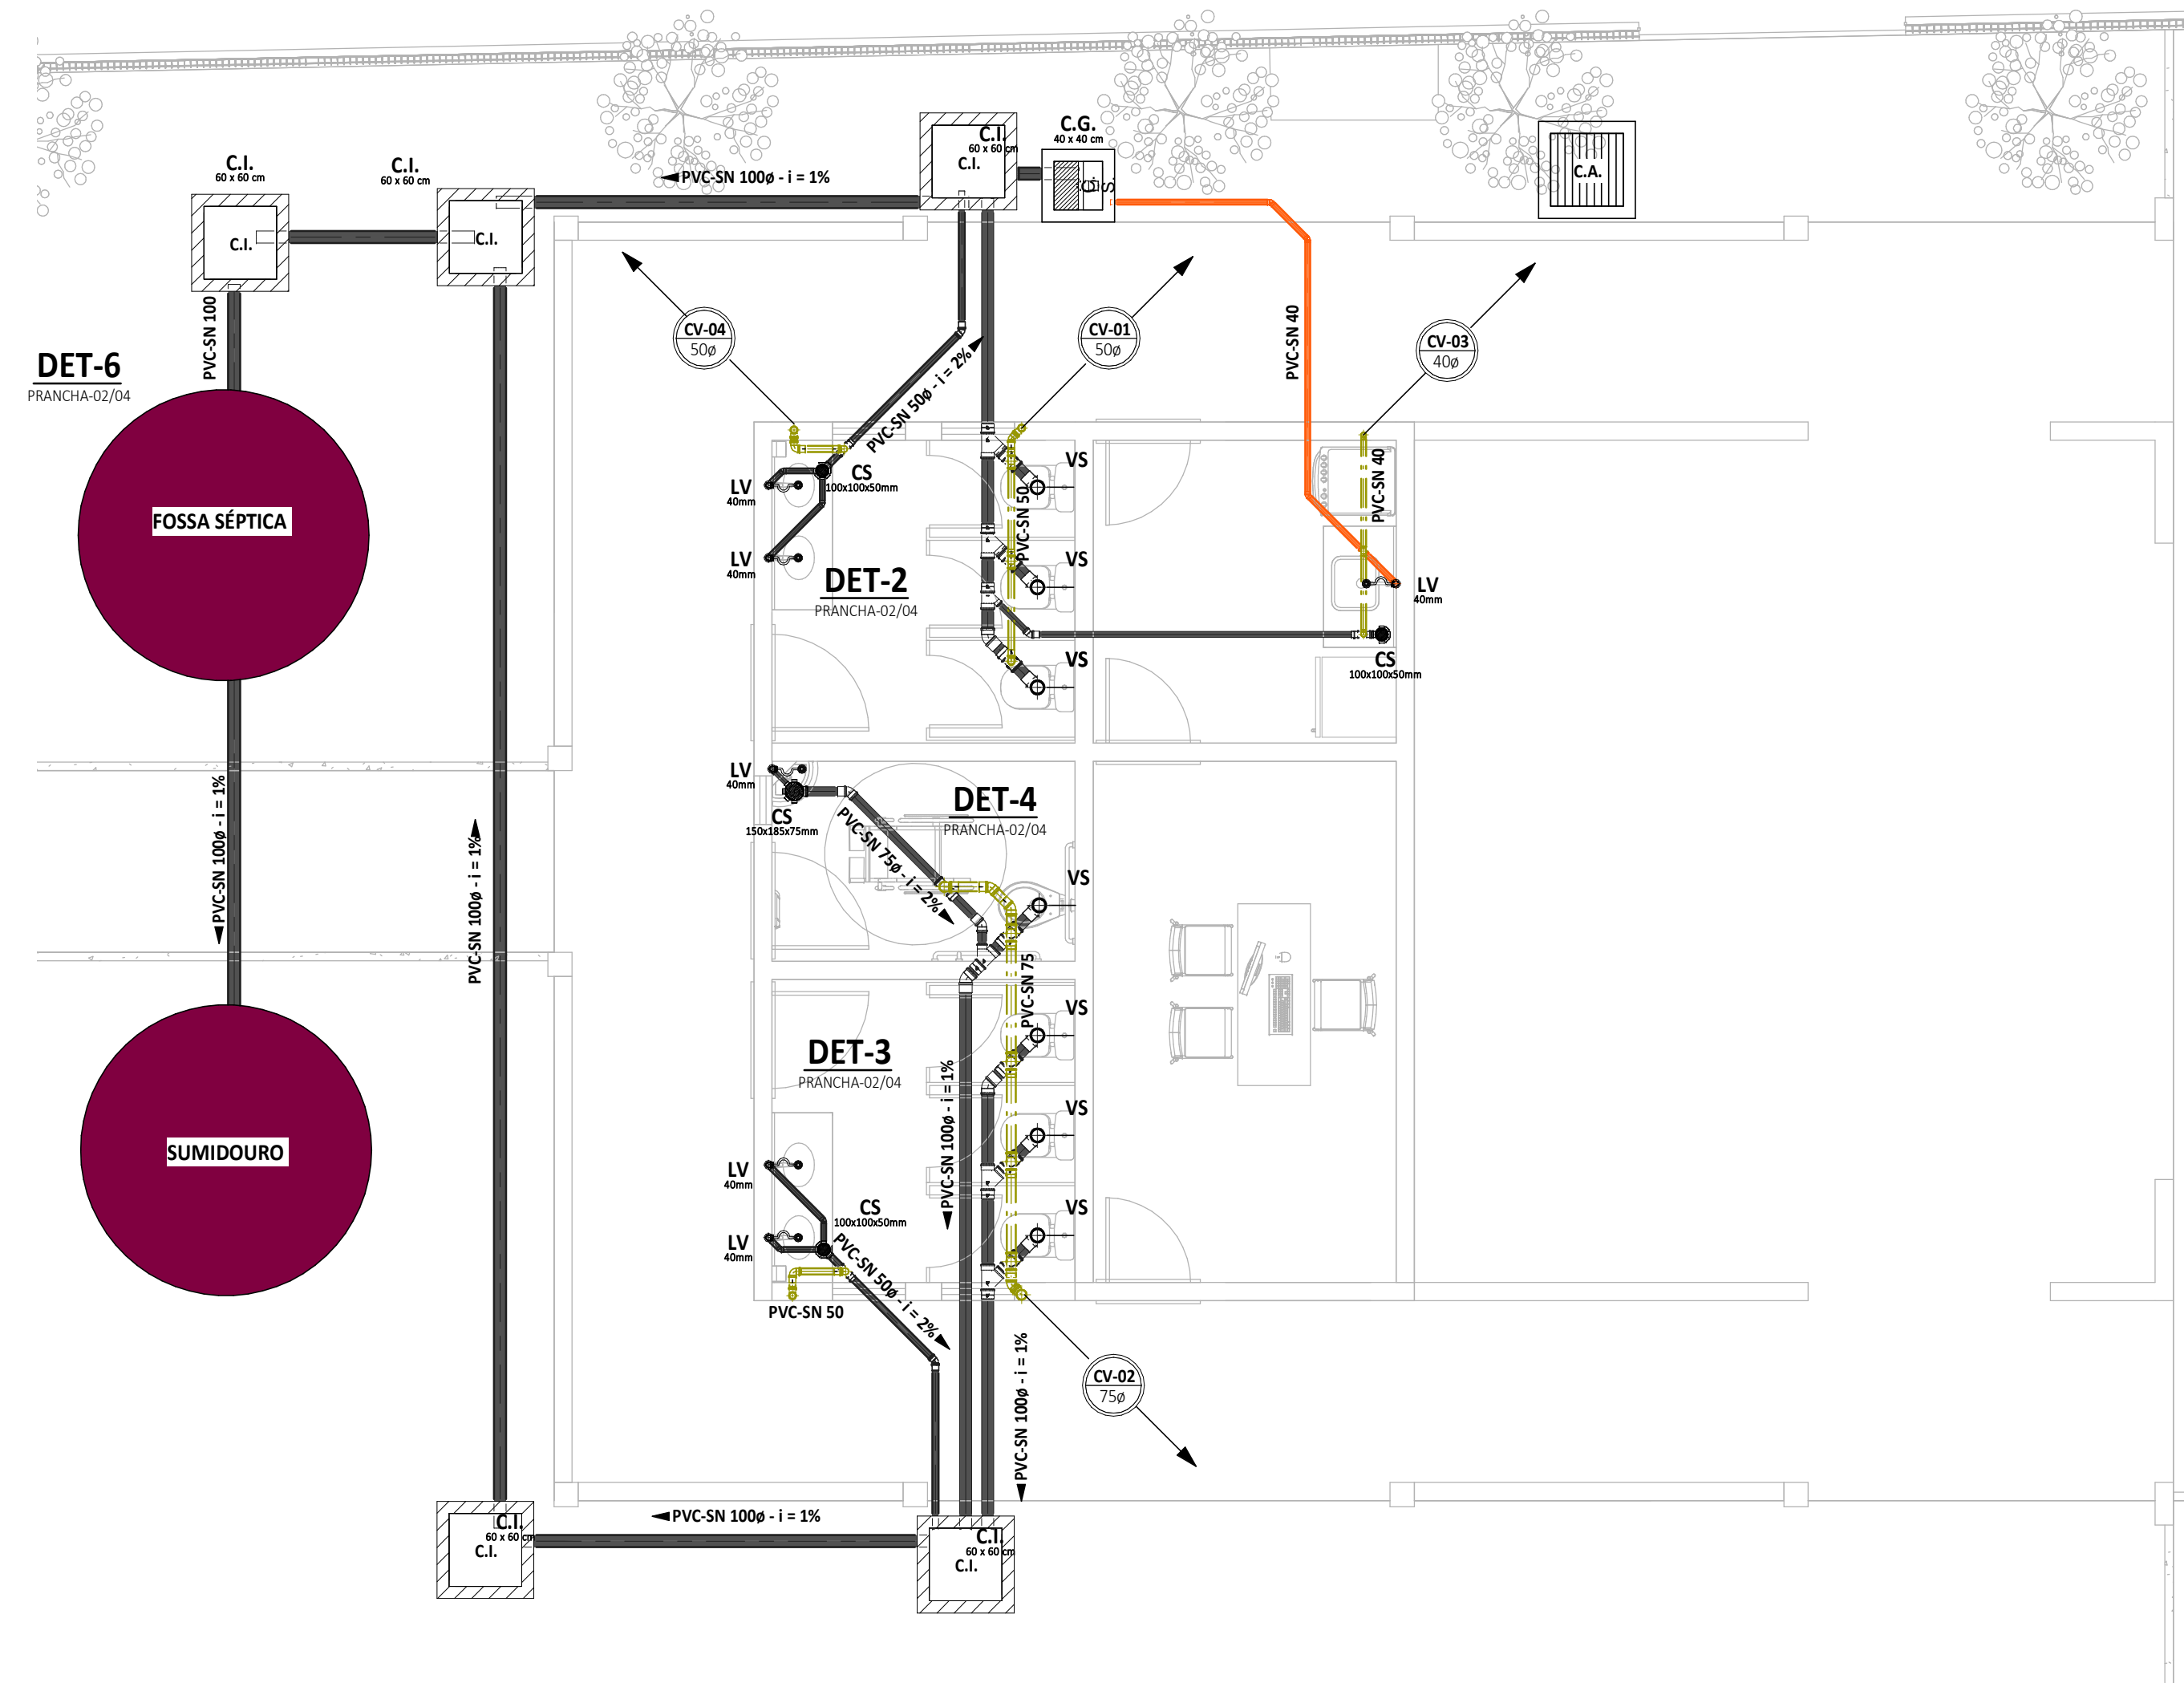 C.G.
40 x 40 cm
C.I.
60 x 60 cm
C.I.
C.I.
60 x 60 cm
C.I.
60 x 60 cm
PVC-SN 100ø - i = 1%
C.A.
C.I.
C.I.
PVC-SN 100
PVC-SN 40
CV-04
50ø
CV-01
50ø
CV-03
40ø
DET-6
PRANCHA-02/04
PVC-SN 50ø - i = 2%
VS
CS
100x100x50mm
LV
40mm
PVC-SN 50
PVC-SN 40
FOSSA SÉPTICA
LV
40mm
VS
DET-2
PRANCHA-02/04
LV
40mm
VS
CS
100x100x50mm
LV
40mm
CS
150x185x75mm
DET-4
PRANCHA-02/04
PVC-SN 75ø - i = 2%
PVC-SN 100ø - i = 1%
PVC-SN 100ø - i = 1%
VS
PVC-SN 75
VS
DET-3
PRANCHA-02/04
PVC-SN 100ø - i = 1%
VS
SUMIDOURO
LV
40mm
CS
100x100x50mm
VS
LV
40mm
PVC-SN 50ø - i = 2%
PVC-SN 50
PVC-SN 100ø - i = 1%
CV-02
75ø
PVC-SN 100ø - i = 1%
C.I.
60 x 60 cm
C.I.
C.I.
60 x 60 cm
C.I.